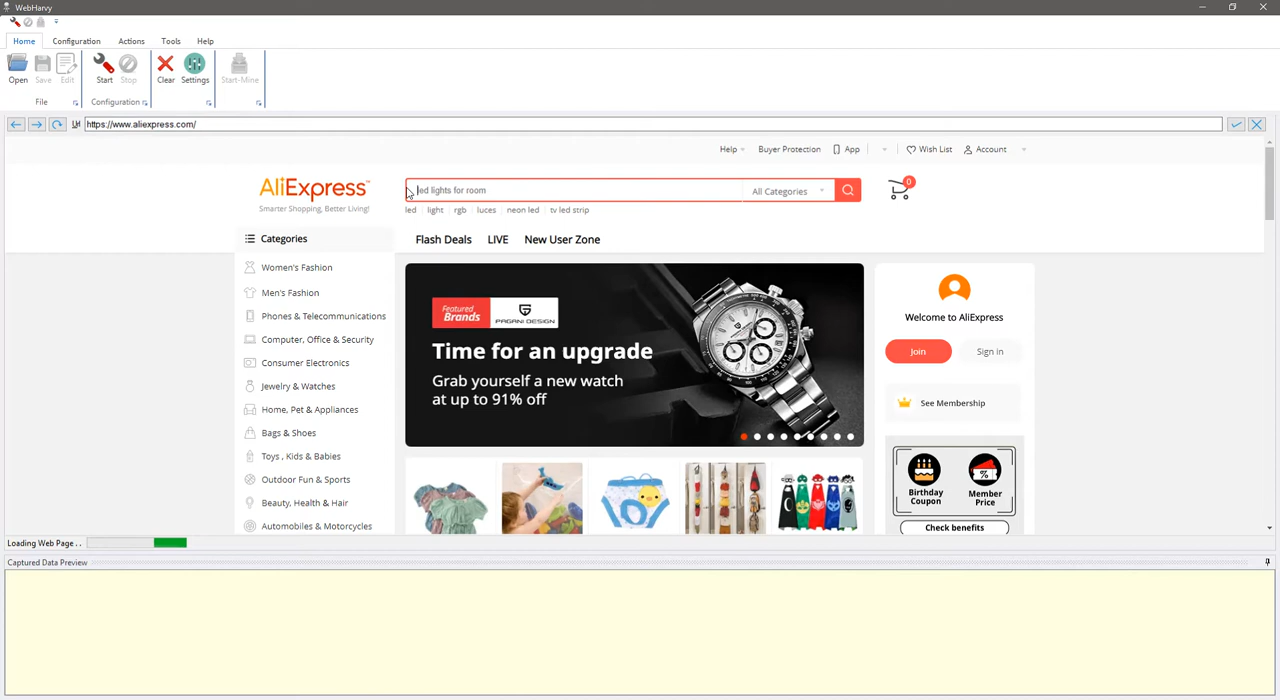 WebHarvy
Home Configuration Actions Tools Help
Open Save Edit Start Stop Clear Settings Start-Mine
File Configuration
Url https://www.aliexpress.com/
Help Buyer Protection App Wish List Account
AliExpress
Smarter Shopping, Better Living!
led lights for room All Categories
0
led light rgb luces neon led tv led strip
Categories
Flash Deals LIVE New User Zone
Women's Fashion
Men's Fashion
Phones & Telecommunications
Computer, Office & Security
Consumer Electronics
Jewelry & Watches
Home, Pet & Appliances
Bags & Shoes
Toys , Kids & Babies
Outdoor Fun & Sports
Beauty, Health & Hair
Automobiles & Motorcycles
Featured
Brands
PAGANI DESIGN
Time for an upgrade
Grab yourself a new watch
at up to 91% off
Welcome to AliExpress
Join Sign in
See Membership
Birthday
Coupon
Member
Price
Check benefits
Loading Web Page . .
Captured Data Preview